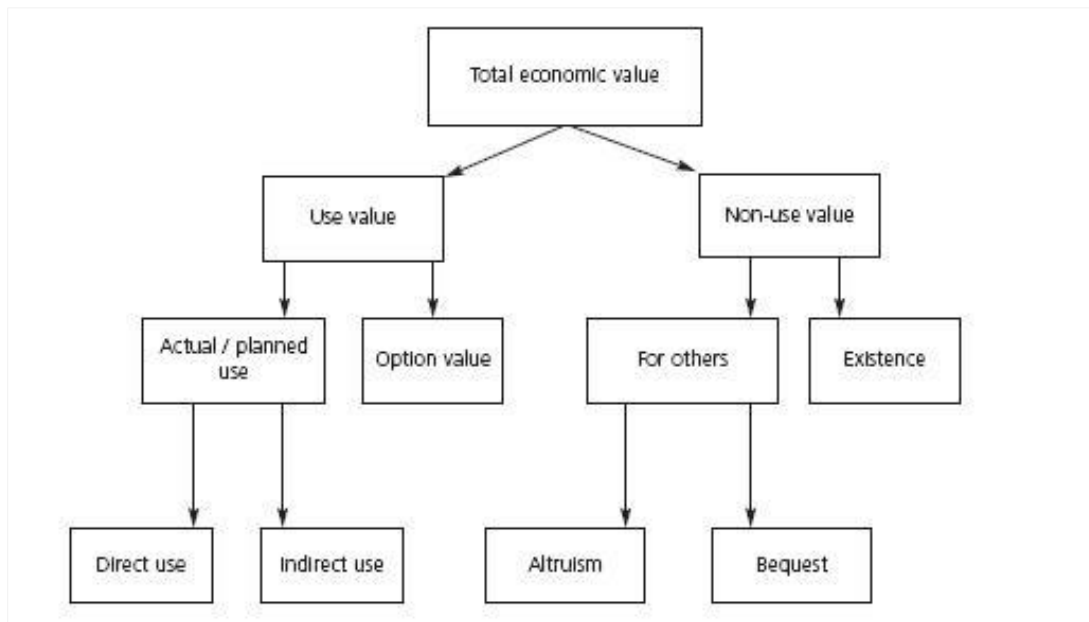 Total economic value
Use value
Non-use value
Actual / planned
use
Option value
For others
Existence
Direct use
Indirect use
Altruism
Bequest